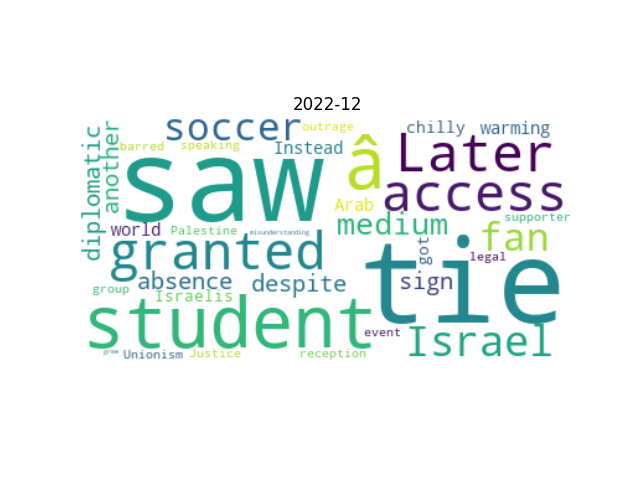 2022-12
diplomatic
another
soccer
outrage
chilly
warming
barred
speaking
Instead
â
Later
saw
access
Arab
supporter
world
Palestine
misunderstanding
medium
fan
granted
got
legal
tie
absence
despite
sign
group
Israelis
student
event
Israel
grew
Unionism
Justice
reception